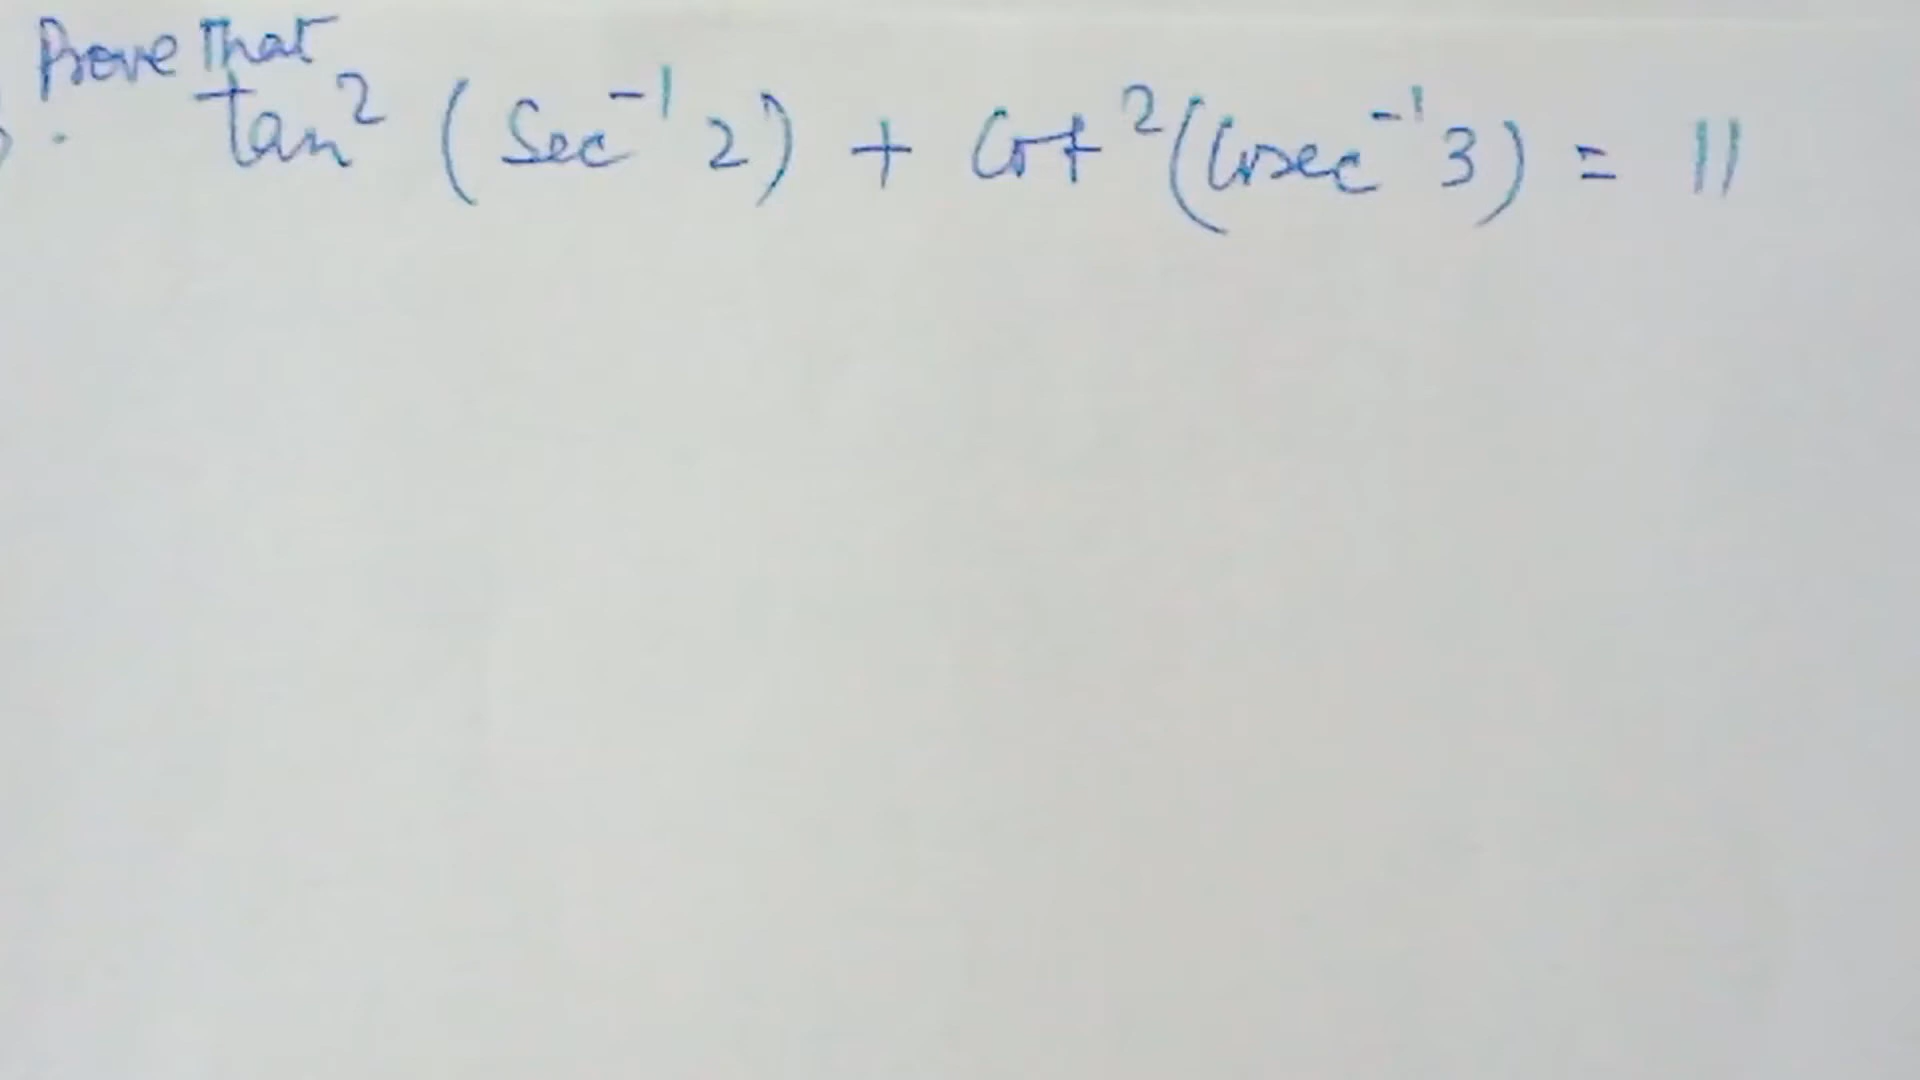 Prove That
tan² (Sec⁻¹ 2) + Cot²(Cosec⁻¹ 3) = 11